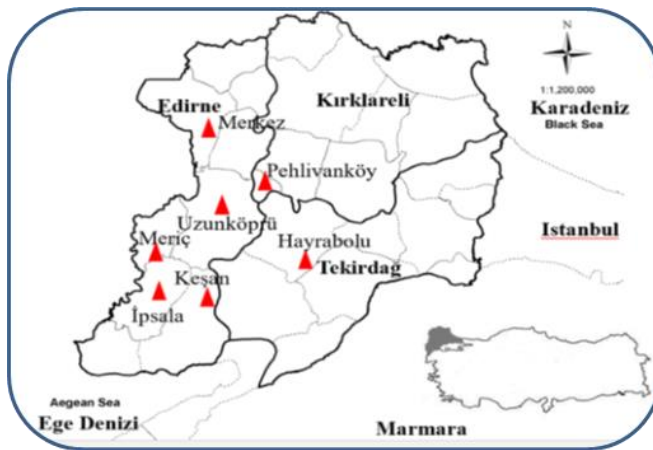 N
1:1,200,000
Karadeniz
Black Sea
Kırklareli
Edirne
Merkez
Pehlivanköy
Uzunköprü
Istanbul
Meriç
Hayrabolu
Tekirdağ
Keşan
İpsala
Aegean Sea
Ege Denizi
Marmara